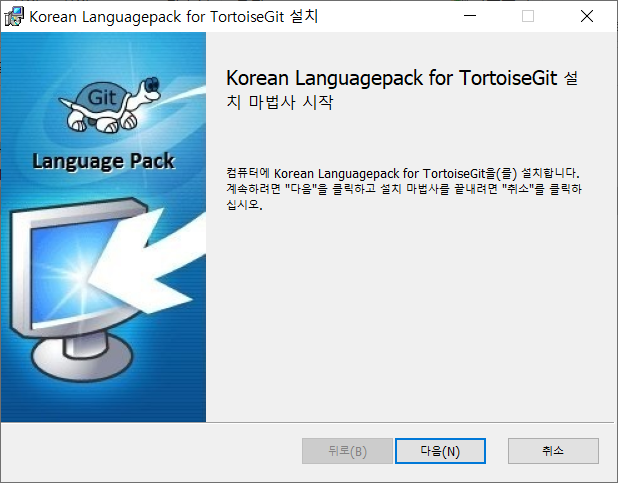 Korean Languagepack for TortoiseGit 설치
Git
Language Pack
Korean Languagepack for TortoiseGit 설
치 마법사 시작
컴퓨터에 Korean Languagepack for TortoiseGit을(를) 설치합니다.
계속하려면 "다음"을 클릭하고 설치 마법사를 끝내려면 "취소"를 클릭하
십시오.
뒤로(B)
다음(N)
취소